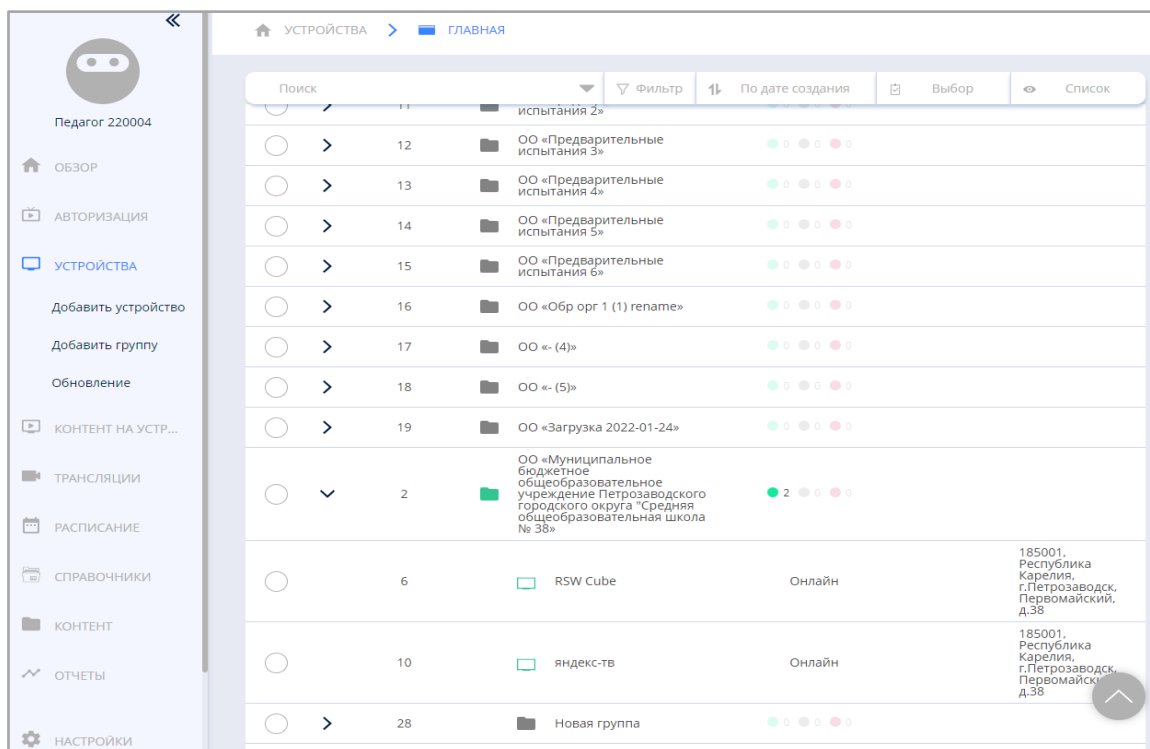 Педагог 220004
ОБЗОР
АВТОРИЗАЦИЯ
УСТРОЙСТВА
Добавить устройство
Добавить группу
Обновление
КОНТЕНТ НА УСТР...
ТРАНСЛЯЦИИ
РАСПИСАНИЕ
СПРАВОЧНИКИ
КОНТЕНТ
ОТЧЕТЫ
НАСТРОЙКИ
УСТРОЙСТВА > ГЛАВНАЯ
Поиск Фильтр По дате создания Выбор Список
11
испытания 2»
12 ОО «Предварительные
испытания 3»
0 0 0
13 ОО «Предварительные
испытания 4»
0 0 0
14 ОО «Предварительные
испытания 5»
0 0 0
15 ОО «Предварительные
испытания 6»
0 0 0
16 ОО «Обр орг 1 (1) rename» 0 0 0
17 ОО «- (4)» 0 0 0
18 ОО «- (5)» 0 0 0
19 ОО «Загрузка 2022-01-24» 0 0 0
2
ОО «Муниципальное
бюджетное
общеобразовательное
учреждение Петрозаводского
городского округа "Средняя
общеобразовательная школа
№ 38»
2 0 0
6 RSW Cube Онлайн
185001,
Республика
Карелия,
г.Петрозаводск,
Первомайский,
д.38
10 яндекс-тв Онлайн
185001,
Республика
Карелия,
г.Петрозаводск,
д.38
28 Новая группа 0 0 0